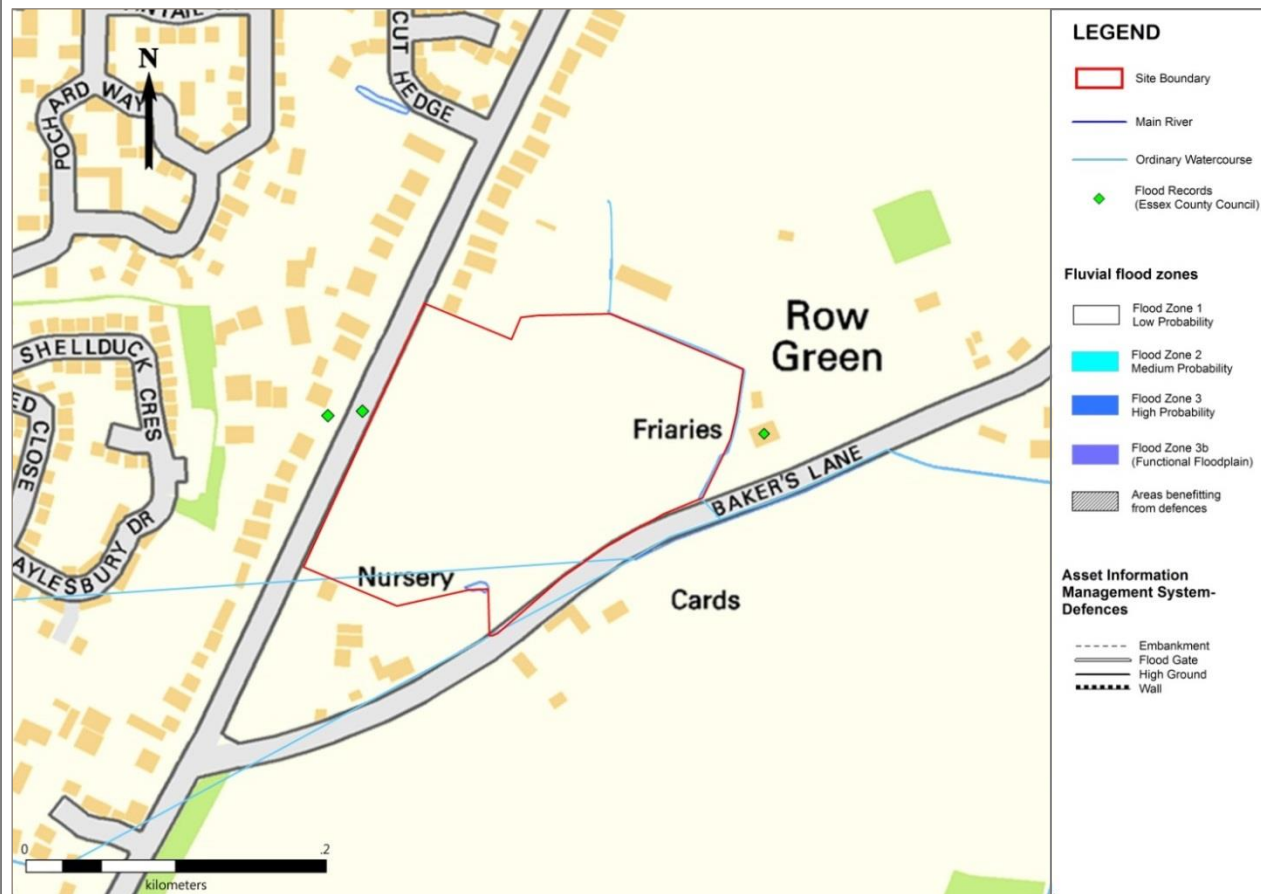 CUT
HEDGE
N
POCHARD WAY
Row
Green
SHELLDUCK
CRES
CLOSE
Friaries
BAKER'S LANE
AYLESBURY DR
Nursery
Cards
0
.2
kilometers
LEGEND
Site Boundary
Main River
Ordinary Watercourse
Flood Records
(Essex County Council)
Fluvial flood zones
Flood Zone 1
Low Probability
Flood Zone 2
Medium Probability
Flood Zone 3
High Probability
Flood Zone 3b
(Functional Floodplain)
Areas benefitting
from defences
Asset Information
Management System-
Defences
Embankment
Flood Gate
High Ground
Wall